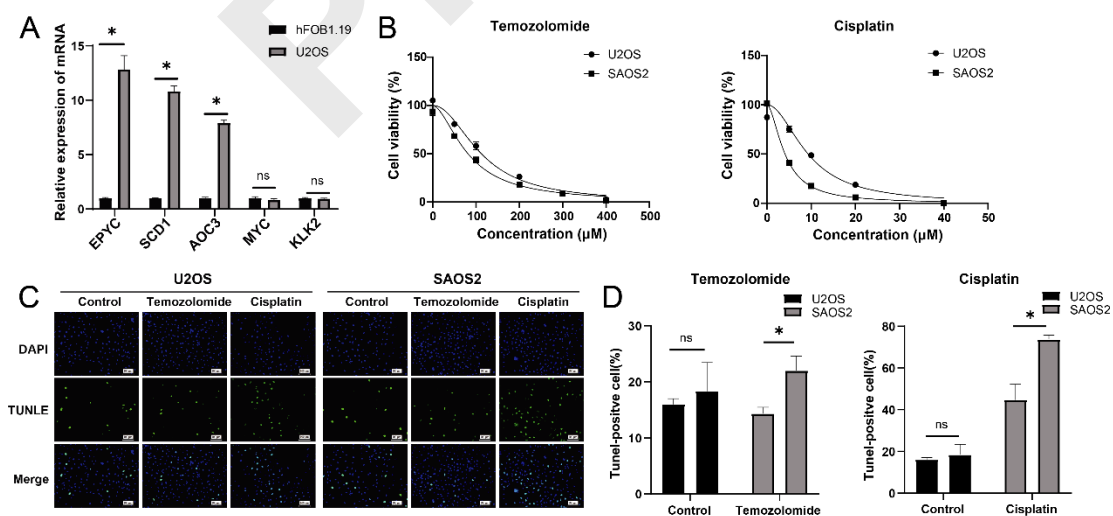 A
Relative expression of mRNA
15
10
5
0
*
*
*
ns
ns
hFOB1.19
U2OS
EPYC
SCD1
AOC3
MYC
KLK2
B
Temozolomide
Cell viability (%)
150
100
50
0
U2OS
SAOS2
0 100 200 300 400 500
Concentration (μM)
Cisplatin
Cell viability (%)
150
100
50
0
U2OS
SAOS2
0 10 20 30 40 50
Concentration (μM)
C
U2OS
SAOS2
Control Temozolomide Cisplatin Control Temozolomide Cisplatin
DAPI
TUNLE
Merge
D
Temozolomide
U2OS
SAOS2
Tunel-positve cell(%)
30
20
10
0
ns
*
Control Temozolomide
Cisplatin
U2OS
SAOS2
Tunel-positve cell(%)
80
60
40
20
0
ns
*
Control Cisplatin